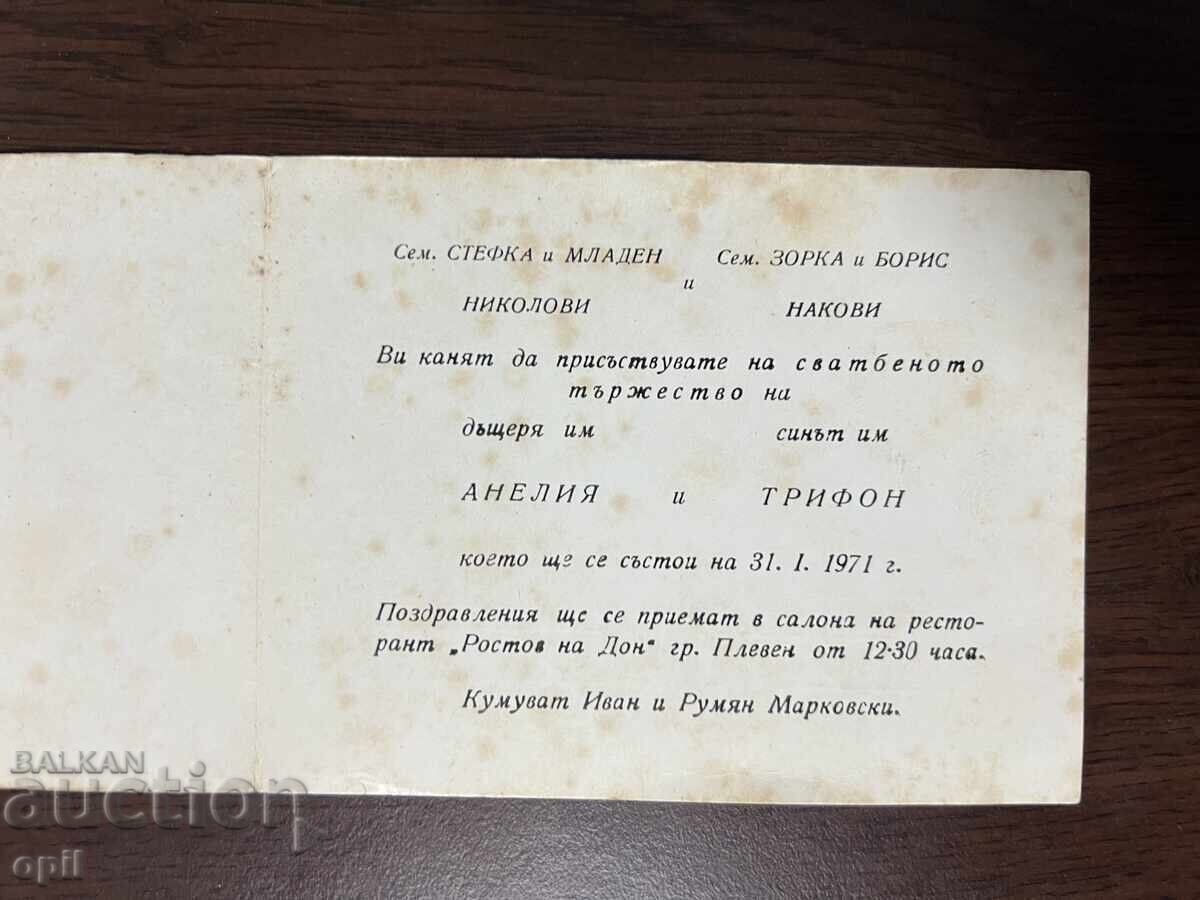 Сем. СТЕФКА и МЛАДЕН Сем. ЗОРКА и БОРИС
и
НИКОЛОВИ НАКОВИ
Ви канят да присъствувате на сватбеното
тържество на
дъщеря им синът им
АНЕЛИЯ и ТРИФОН
което ще се състои на 31. I. 1971 г.
Поздравления ще се приемат в салона на ресто-
рант „Ростов на Дон“ гр. Плевен от 12·30 часа.
Кумуват Иван и Румян Марковски.
BALKAN
auction
opil